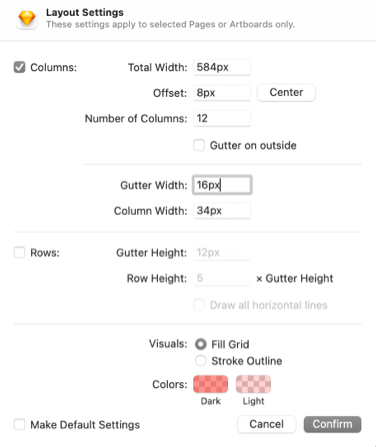 Layout Settings
These settings apply to selected Pages or Artboards only.
Columns: Total Width: 584px
Offset: 8px Center
Number of Columns: 12
Gutter on outside
Gutter Width: 16px
Column Width: 34px
Rows: Gutter Height: 12px
Row Height: 5 × Gutter Height
Draw all horizontal lines
Visuals: Fill Grid
Stroke Outline
Colors:
Dark Light
Make Default Settings Cancel Confirm